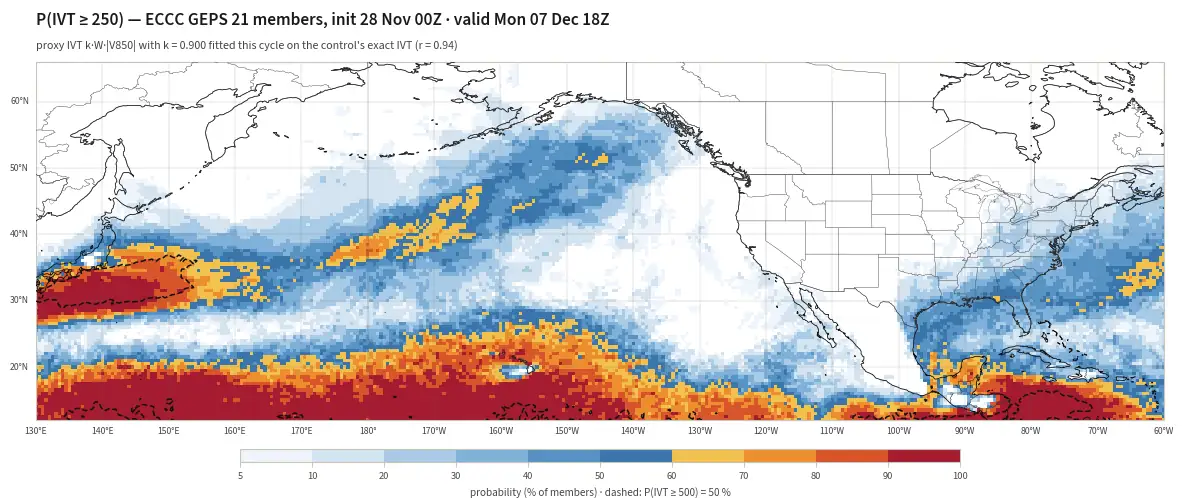 P(IVT ≥ 250) — ECCC GEPS 21 members, init 28 Nov 00Z · valid Mon 07 Dec 18Z
proxy IVT k·W·|V850| with k = 0.900 fitted this cycle on the control's exact IVT (r = 0.94)
60°N
50°N
40°N
30°N
20°N
130°E 140°E 150°E 160°E 170°E 180° 170°W 160°W 150°W 140°W 130°W 120°W 110°W 100°W 90°W 80°W 70°W 60°W
5 10 20 30 40 50 60 70 80 90 100
probability (% of members) · dashed: P(IVT ≥ 500) = 50 %